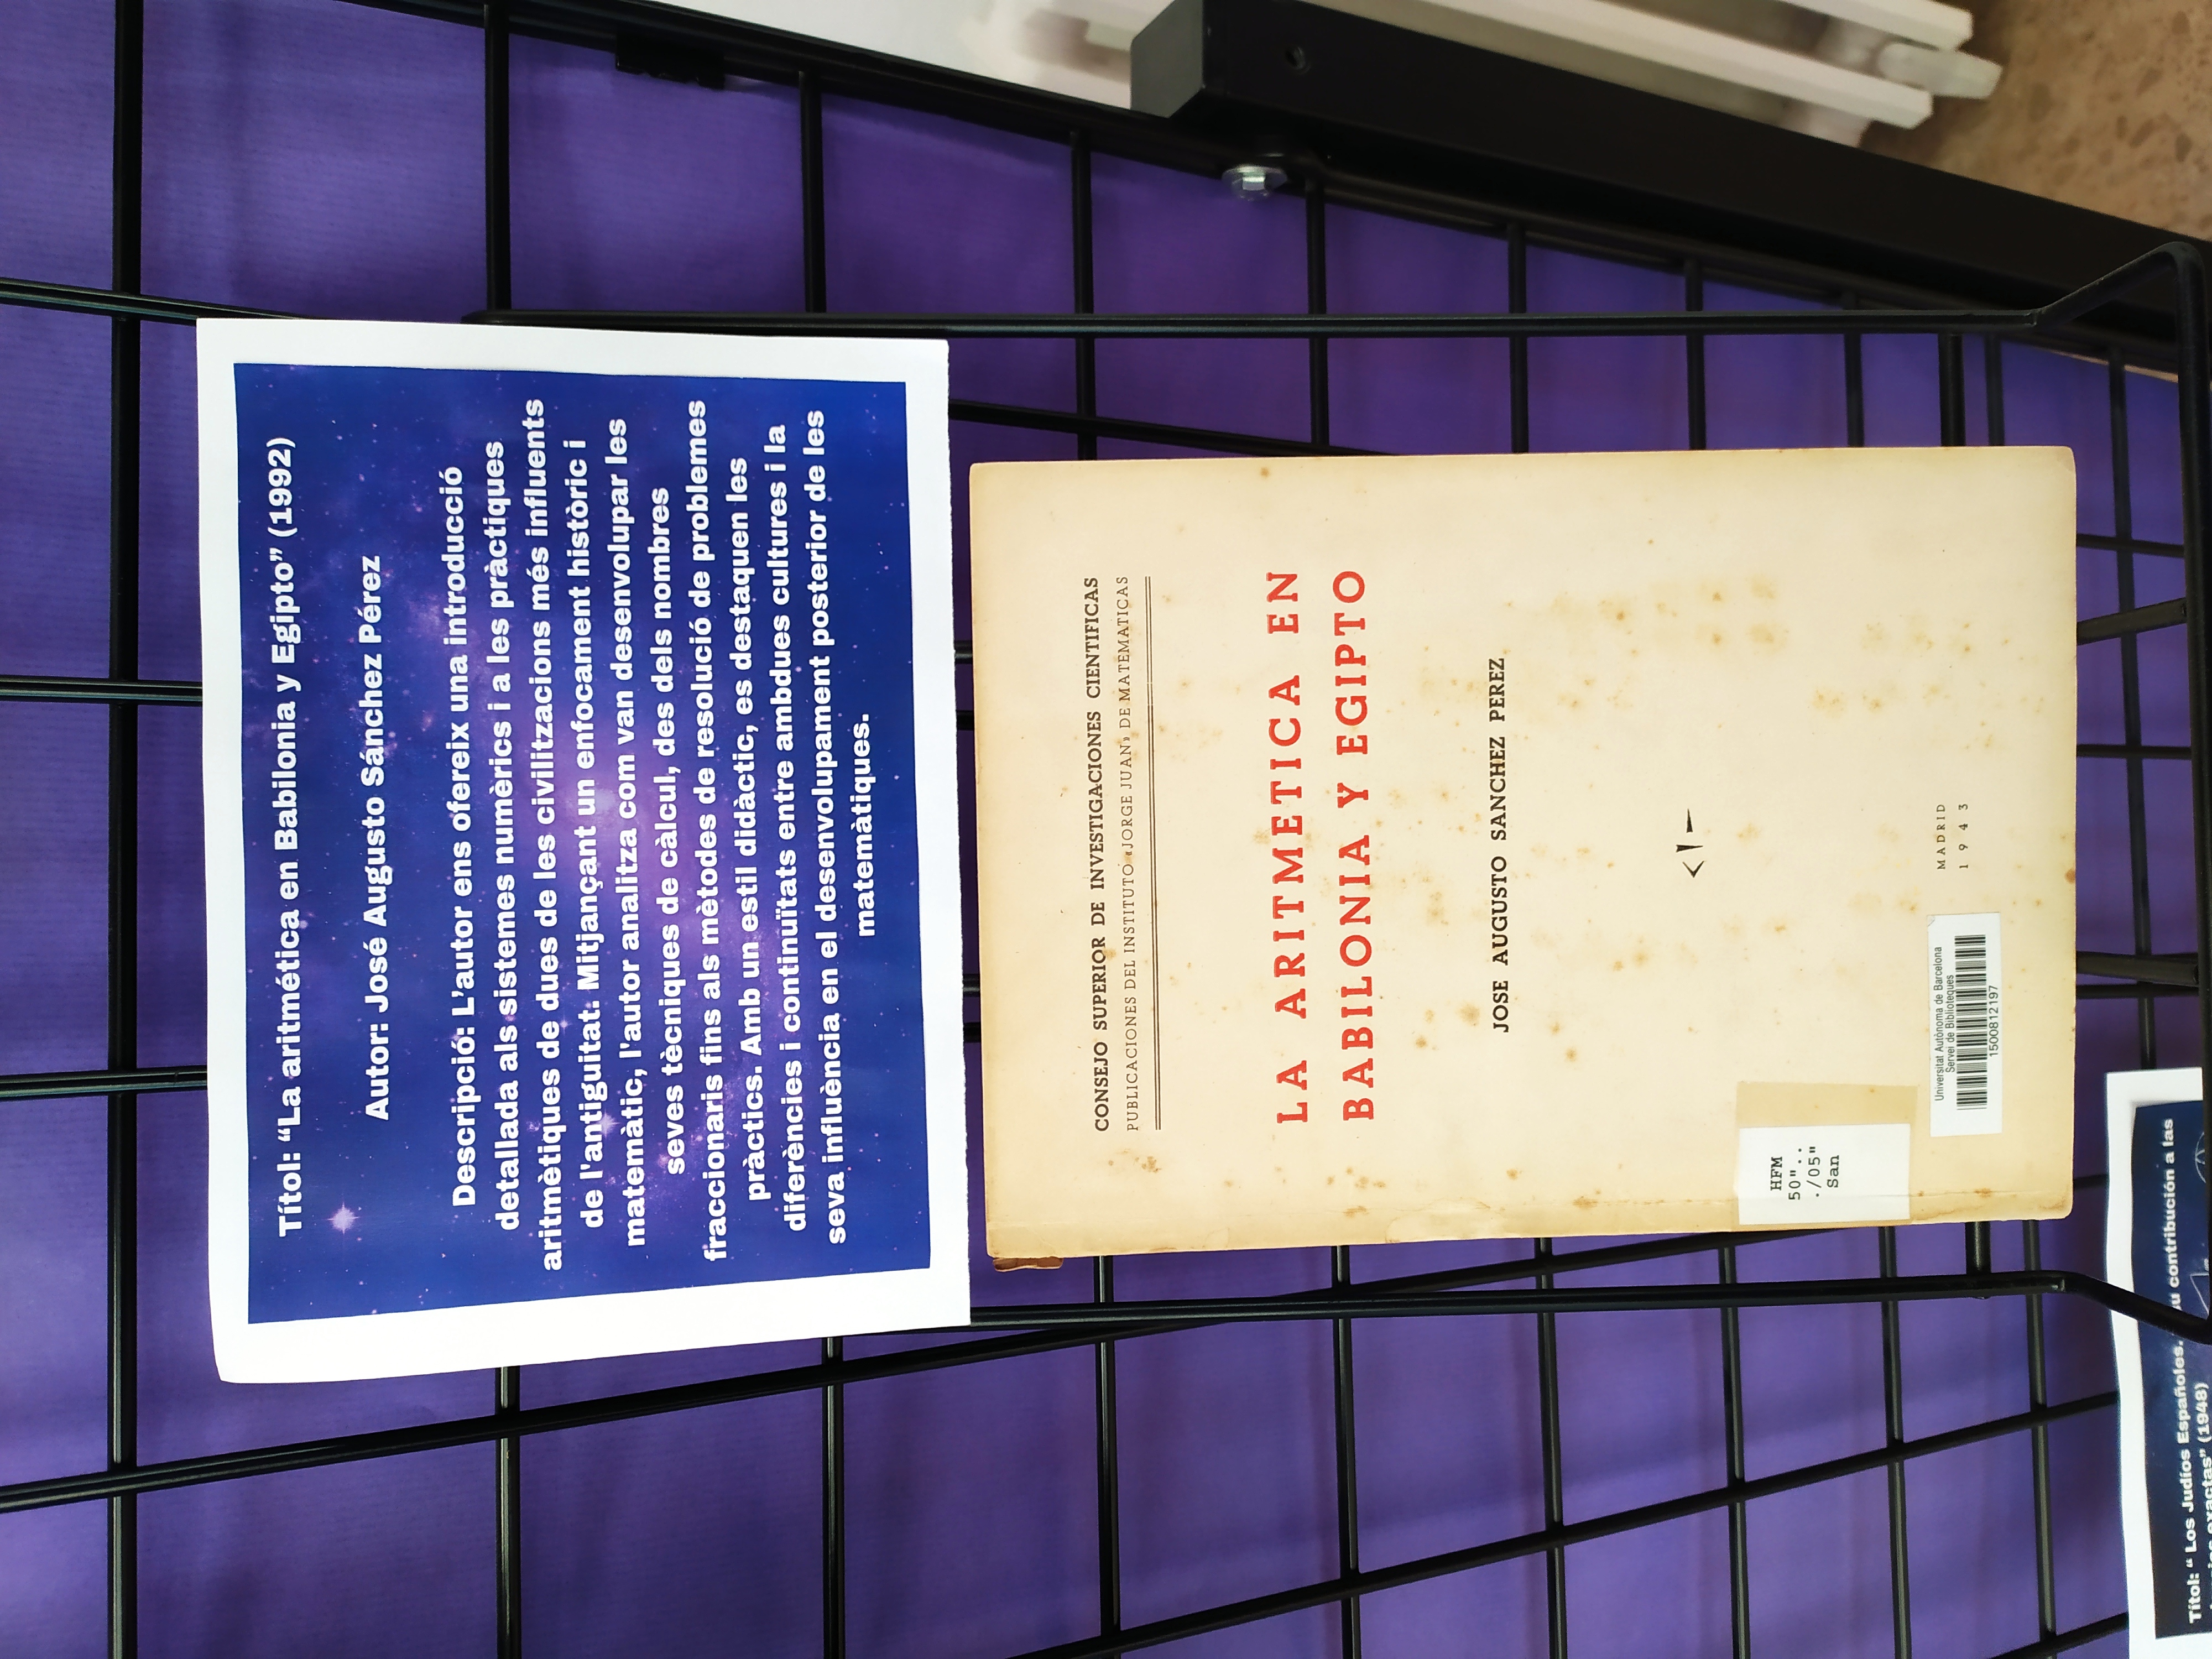 Títol: “La aritmética en Babilonia y Egipto” (1992)
Autor: José Augusto Sánchez Pérez
Descripció: L'autor ens ofereix una introducció
detallada als sistemes numèrics i a les pràctiques
aritmètiques de dues de les civilitzacions més influents
de l'antiguitat. Mitjançant un enfocament històric i
matemàtic, l'autor analitza com van desenvolupar les
seves tècniques de càlcul, des dels nombres
fraccionaris fins als mètodes de resolució de problemes
pràctics. Amb un estil didàctic, es destaquen les
diferències i continuïtats entre ambdues cultures i la
seva influència en el desenvolupament posterior de les
matemàtiques.
CONSEJO SUPERIOR DE INVESTIGACIONES CIENTIFICAS
PUBLICACIONES DEL INSTITUTO «JORGE JUAN» DE MATEMATICAS
LA ARITMETICA EN
BABILONIA Y EGIPTO
JOSE AUGUSTO SANCHEZ PEREZ
MADRID
1943
HFM
50"..
./05"
San
Universitat Autònoma de Barcelona
Servei de Biblioteques
1500812197
Títol: “ Los Judíos Españoles. su contribución a las
exactas” (1948)